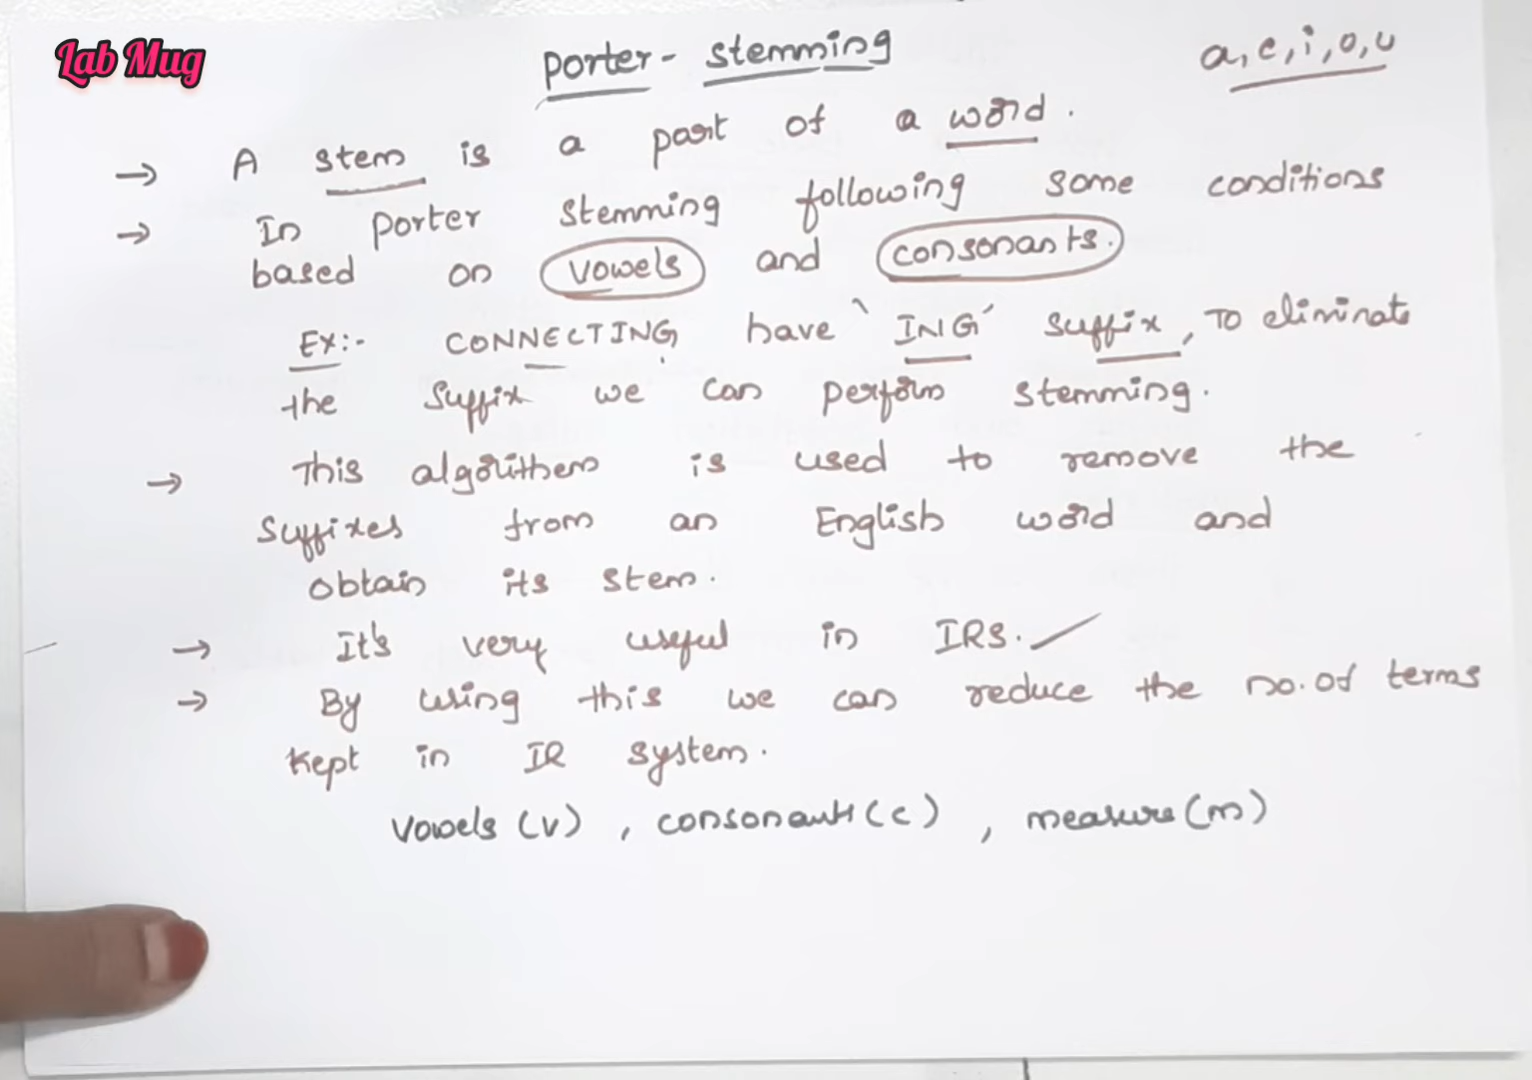 Lab Mug
Porter - stemming
a, e, i, o, u
→ A stem is a part of a word.
→ In porter stemming following some conditions
based on vowels and consonants.
Ex:- CONNECTING have `ING´ suffix, To eliminate
the suffix we can perform stemming.
→ This algorithem is used to remove the
suffixes from an English word and
obtain its stem.
→ It's very useful in IRS.
→ By using this we can reduce the no. of terms
kept in IR system.
Vowels (v), consonants (c), measure (m)